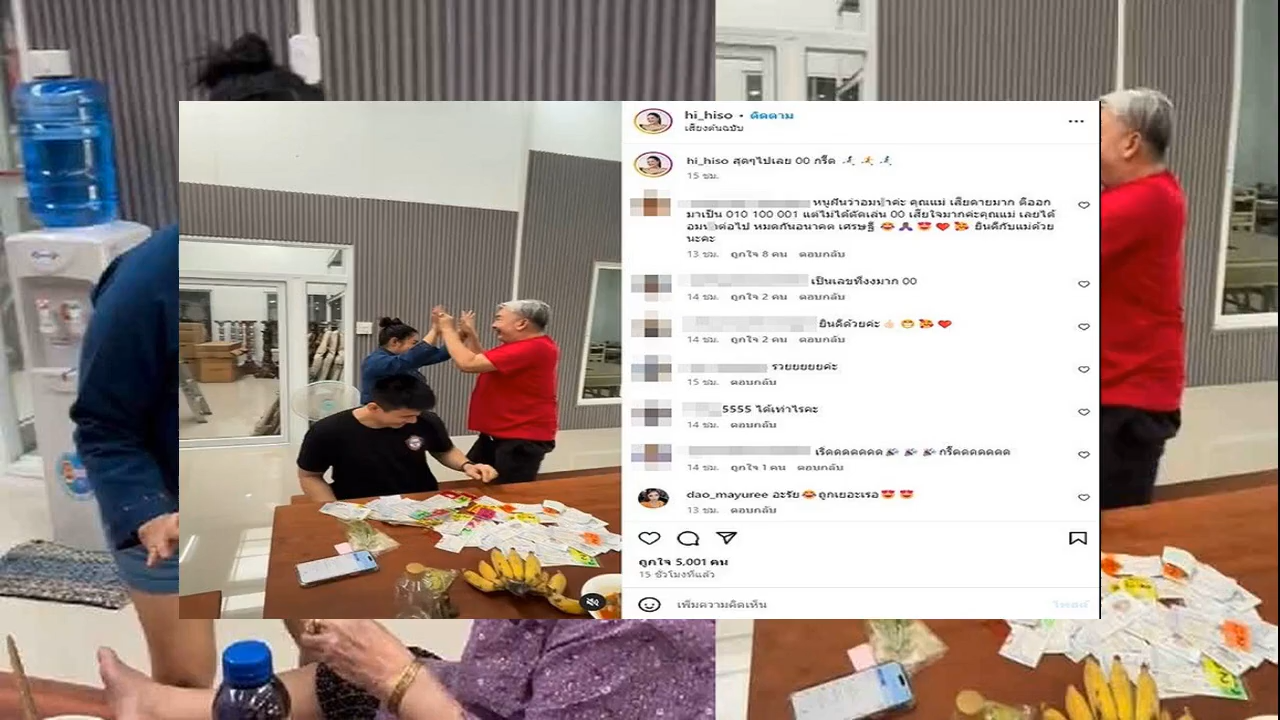 hi_hiso • ติดตาม
เสียงต้นฉบับ
hi_hiso สุดๆไปเลย 00 กรี๊ด 🏃🏻‍♀️ 🏃 🏃🏻‍♀️
15 ชม.
หนูฝันว่าอม ค่ะ คุณแม่ เสียดายมาก ตีออก
มาเป็น 010 100 001 แต่ไม่ได้ตัดเล่น 00 เสียใจมากค่ะคุณแม่ เลยได้
อม ต่อไป หมดกันอนาคต เศรษฐี 😂 🙏 😍 ❤️ 🥰 ยินดีกับแม่ด้วย
นะคะ
13 ชม. ถูกใจ 8 คน ตอบกลับ
เป็นเลขที่งงมาก 00
14 ชม. ถูกใจ 2 คน ตอบกลับ
ยินดีด้วยค่ะ 👍🏻 😁 🥰 ❤️
14 ชม. ถูกใจ 2 คน ตอบกลับ
รวยยยยยค่ะ
15 ชม. ตอบกลับ
5555 ได้เท่าไรคะ
14 ชม. ตอบกลับ
เริ่ดดดดดดดด 🎉 🎉 🎉 กรี๊ดดดดดดดด
14 ชม. ถูกใจ 1 คน ตอบกลับ
dao_mayuree อะรัย😂ถูกเยอะเรอ😍 😍
13 ชม. ตอบกลับ
ถูกใจ 5,001 คน
15 ชั่วโมงที่แล้ว
เพิ่มความคิดเห็น
โพสต์